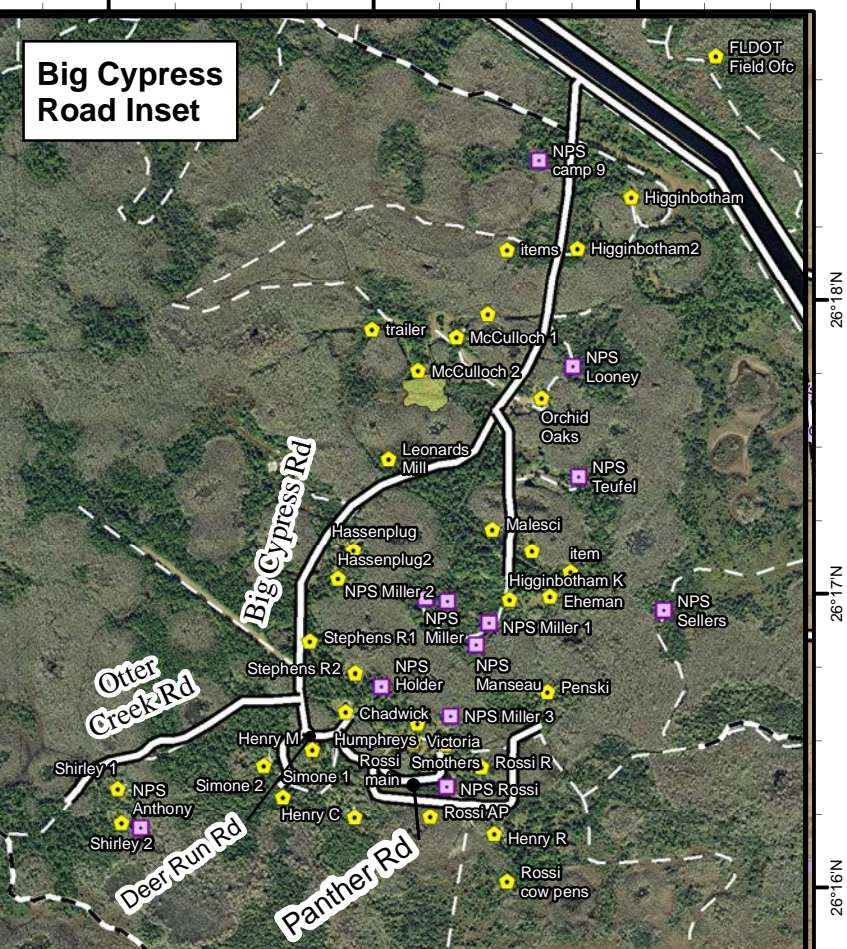 Big Cypress
Road Inset
FLDOT
Field Ofc
NPS
camp 9
Higginbotham
items
Higginbotham2
26°18'N
trailer
McCulloch 1
NPS
Looney
McCulloch 2
Orchid
Oaks
Leonards
Mill
NPS
Teufel
Big Cypress Rd
Malesci
Hassenplug
item
Hassenplug2
Higginbotham K
26°17'N
NPS Miller 2
Eheman
NPS
Miller
NPS Miller 1
NPS
Sellers
Stephens R1
Stephens R2
NPS
Holder
NPS
Manseau
Penski
Otter
Creek Rd
Chadwick
NPS Miller 3
Henry M
Humphreys
Victoria
Shirley 1
Simone 2
Simone 1
Rossi
main
Smothers
Rossi R
NPS
Anthony
NPS Rossi
Shirley 2
Henry C
Rossi AP
Deer Run Rd
Panther Rd
Henry R
Rossi
cow pens
26°16'N